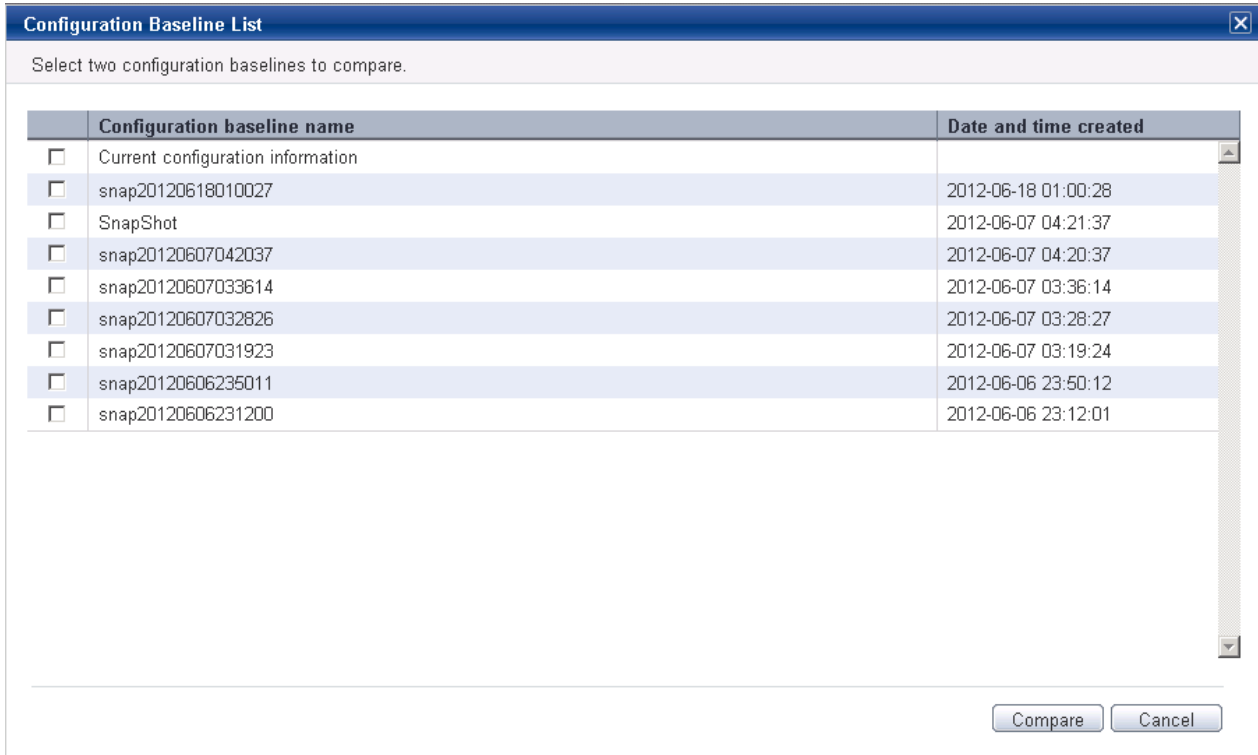 Configuration Baseline List
Select two configuration baselines to compare.
Configuration baseline name Date and time created
Current configuration information
snap20120618010027 2012-06-18 01:00:28
SnapShot 2012-06-07 04:21:37
snap20120607042037 2012-06-07 04:20:37
snap20120607033614 2012-06-07 03:36:14
snap20120607032826 2012-06-07 03:28:27
snap20120607031923 2012-06-07 03:19:24
snap20120606235011 2012-06-06 23:50:12
snap20120606231200 2012-06-06 23:12:01
Compare Cancel